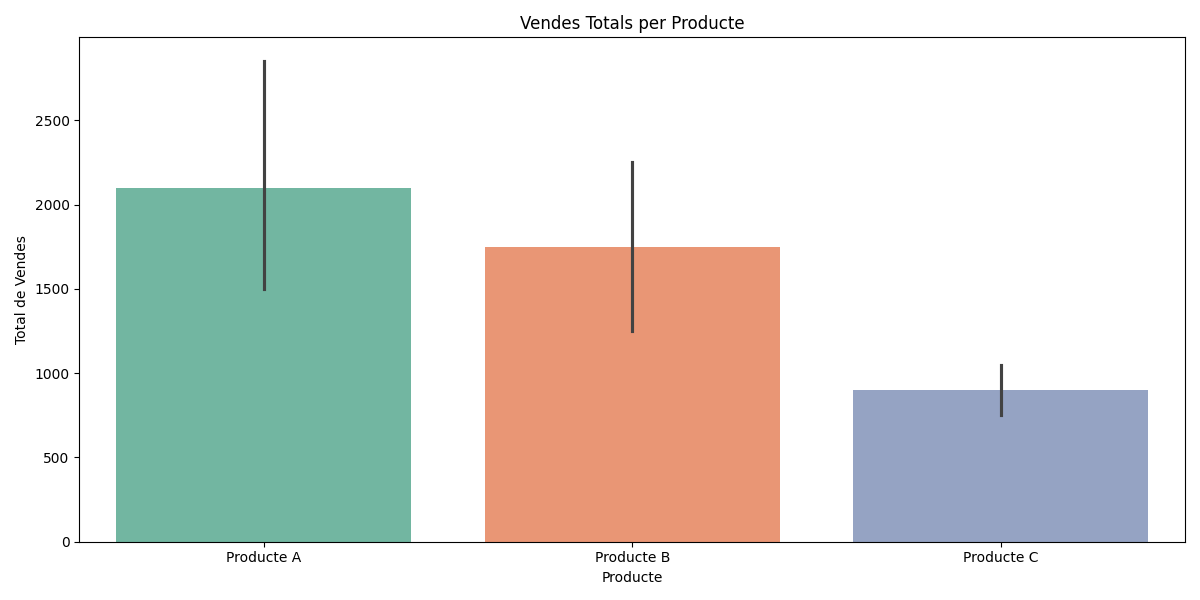 Vendes Totals per Producte
Total de Vendes
2500
2000
1500
1000
500
0
Producte A Producte B Producte C
Producte